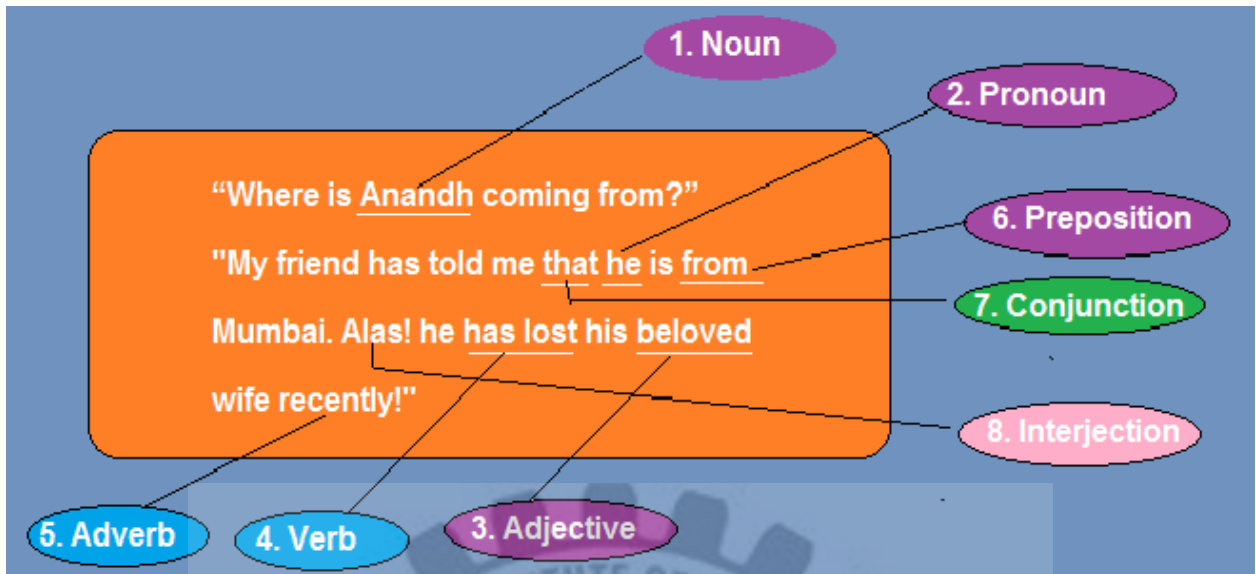 1. Noun
2. Pronoun
“Where is Anandh coming from?”
6. Preposition
"My friend has told me that he is from
7. Conjunction
Mumbai. Alas! he has lost his beloved
wife recently!"
8. Interjection
5. Adverb
4. Verb
3. Adjective